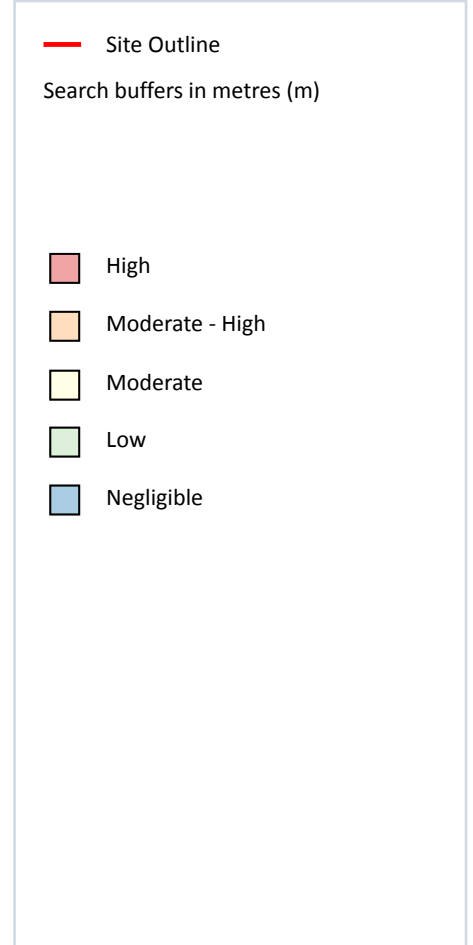 Site Outline
Search buffers in metres (m)
High
Moderate - High
Moderate
Low
Negligible